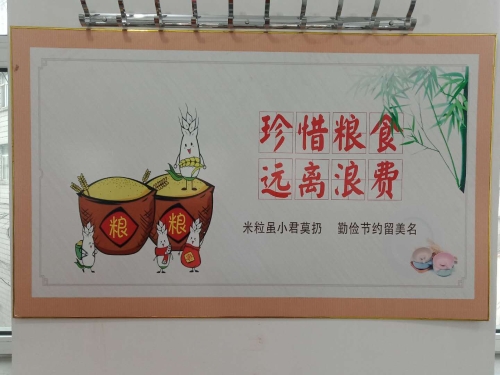 珍惜粮食
远离浪费
米粒虽小君莫扔 勤俭节约留美名
粮
粮